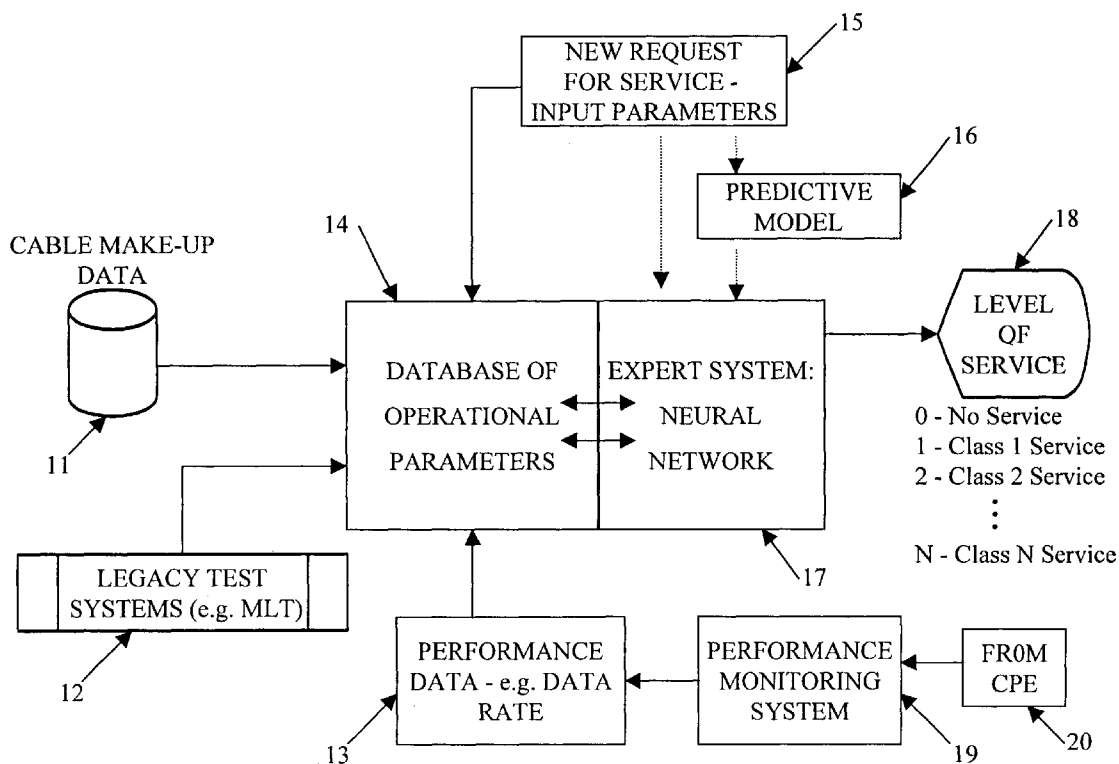 15
NEW REQUEST
FOR SERVICE -
INPUT PARAMETERS
16
PREDICTIVE
MODEL
14
CABLE MAKE-UP
DATA
18
LEVEL
QF
SERVICE
DATABASE OF
OPERATIONAL
PARAMETERS
EXPERT SYSTEM:
NEURAL
NETWORK
11
0 - No Service
1 - Class 1 Service
2 - Class 2 Service
N - Class N Service
17
LEGACY TEST
SYSTEMS (e.g. MLT)
12
PERFORMANCE
DATA - e.g. DATA
RATE
13
PERFORMANCE
MONITORING
SYSTEM
19
FR0M
CPE
20